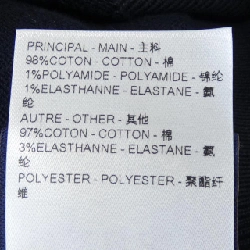 PRINCIPAL - MAIN - 主料
98%COTON - COTTON - 棉
1%POLYAMIDE - POLYAMIDE - 锦纶
1%ELASTHANNE - ELASTANE - 氨
纶
AUTRE - OTHER - 其他
97%COTON - COTTON - 棉
3%ELASTHANNE - ELASTANE - 氨
纶
POLYESTER - POLYESTER - 聚酯纤
维